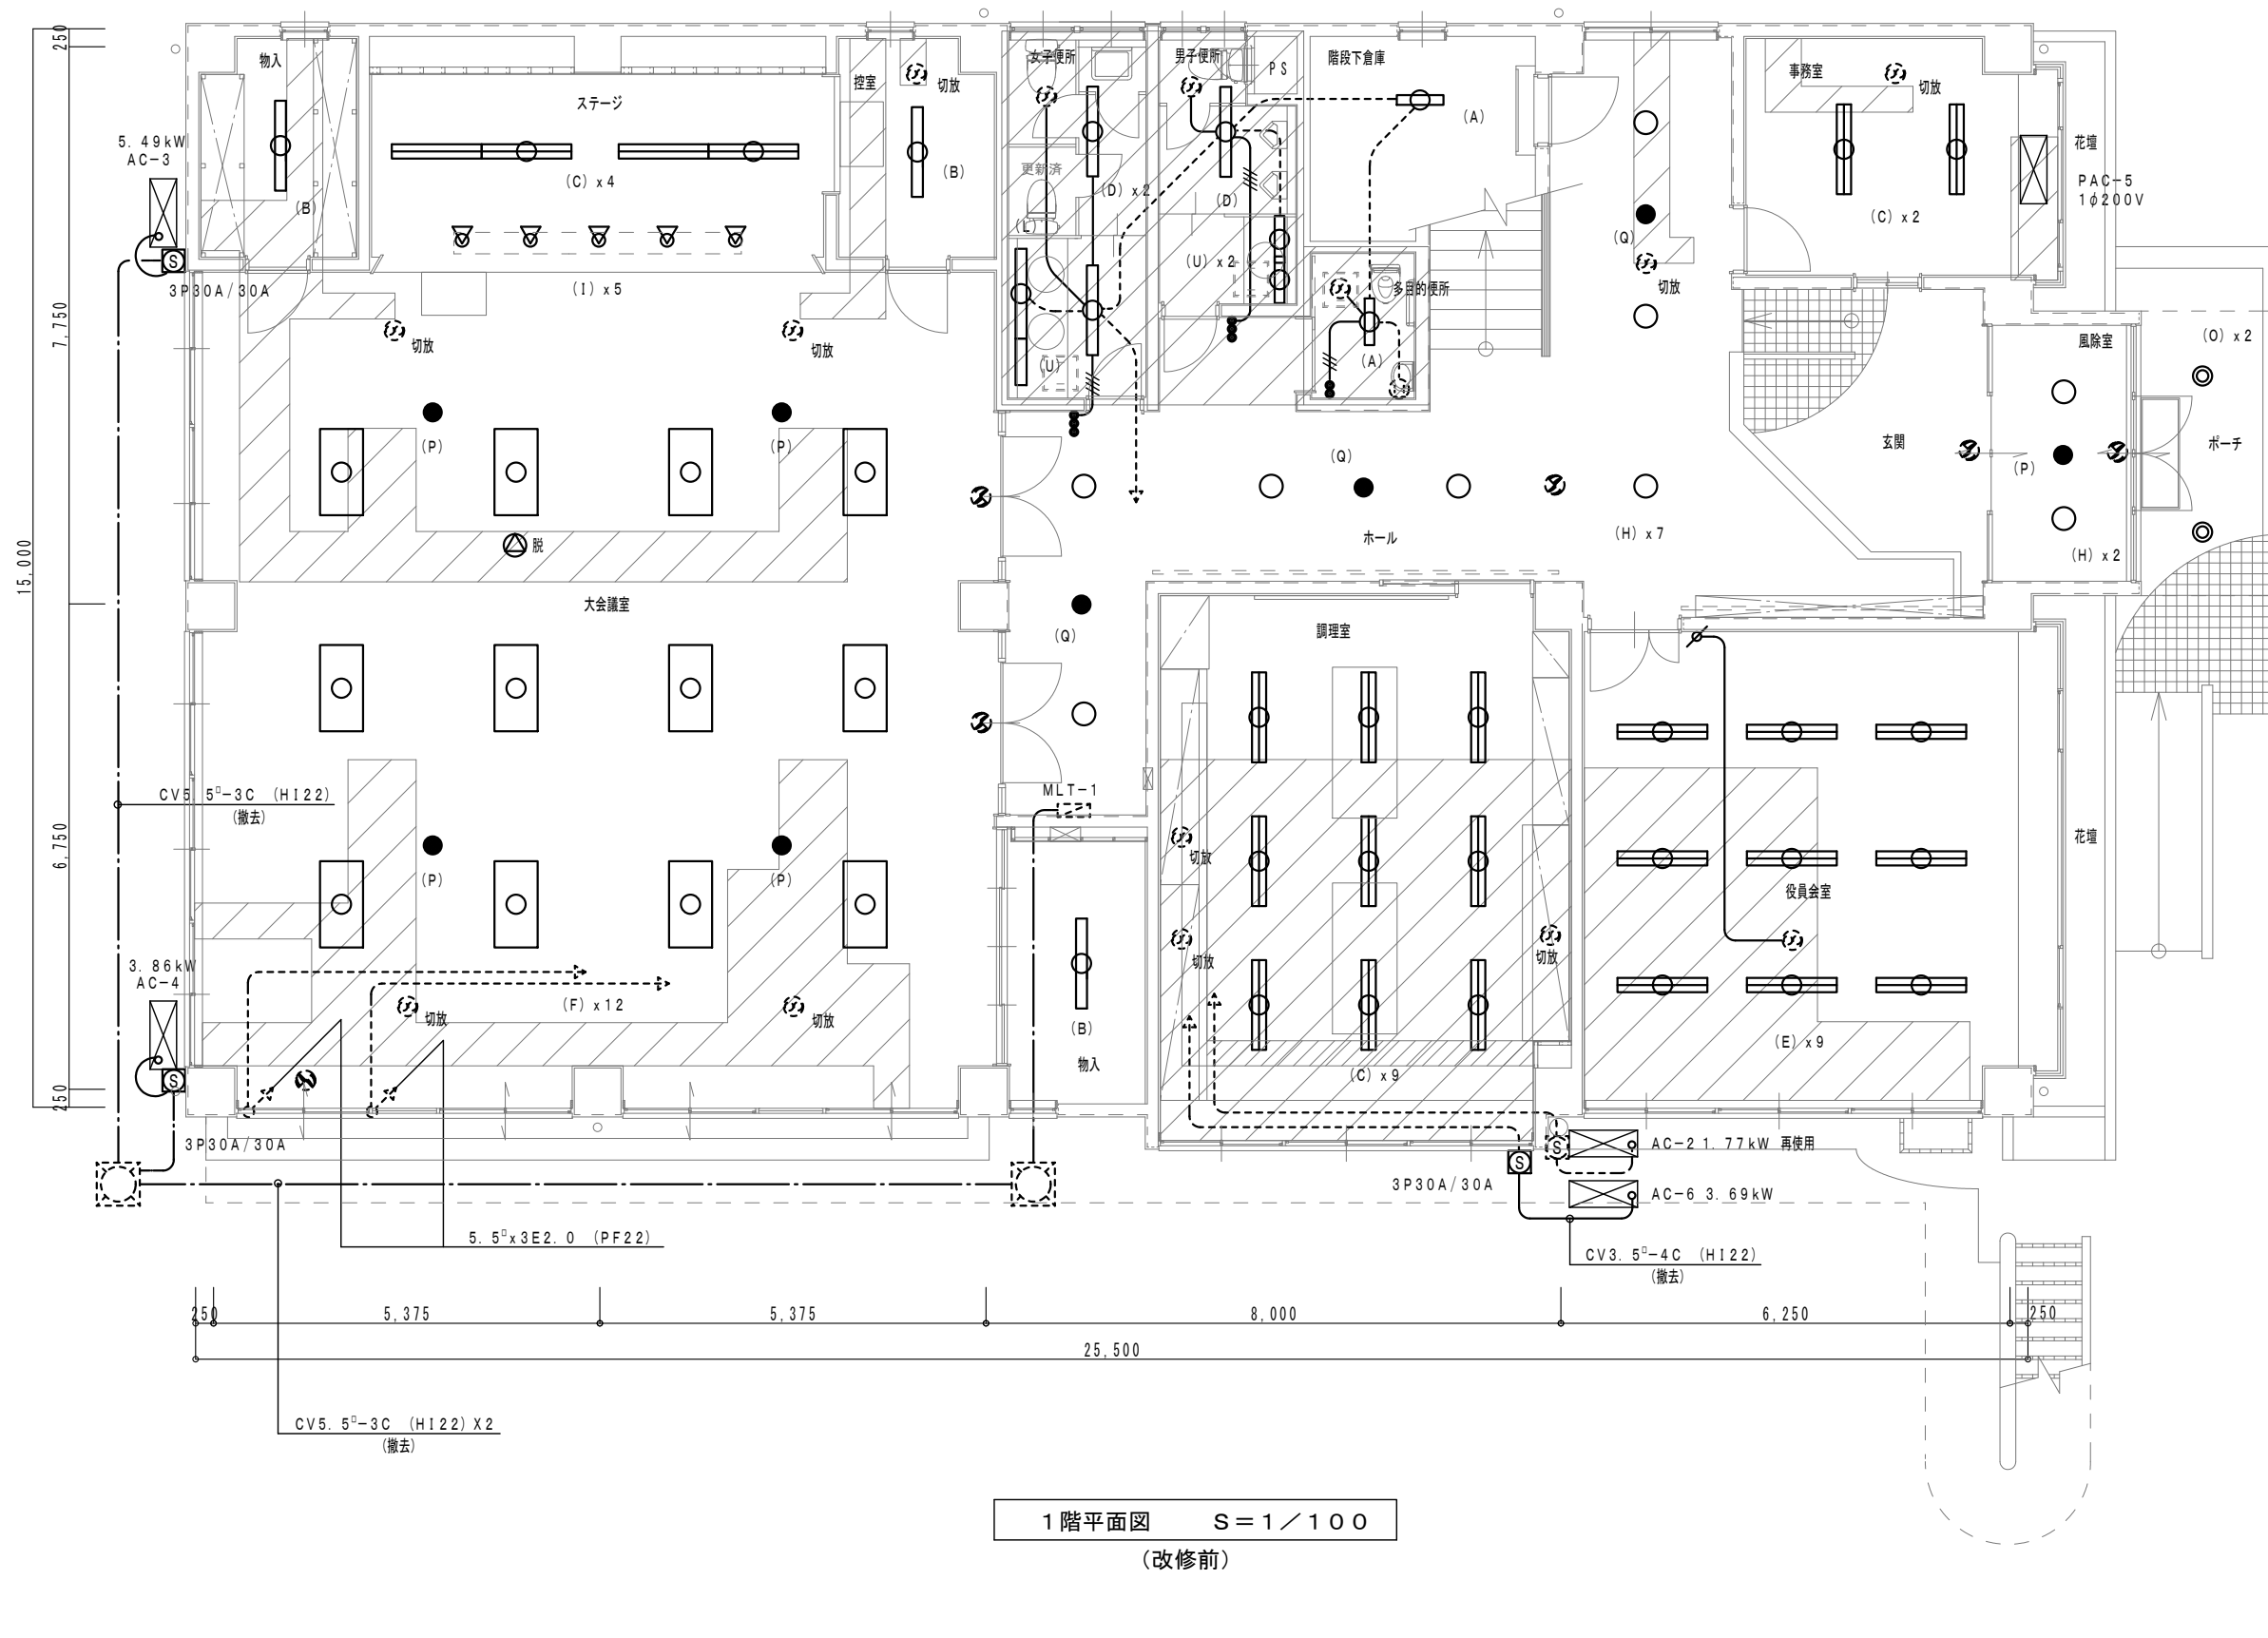 250
7,750
15,000
6,750
250
物入
ステージ
控室
切放
女子便所
男子便所
PS
階段下倉庫
事務室
切放
花壇
5.49kW
AC-3
(B)
(C)x4
(B)
更新済
(D)x2
(D)
(A)
(C)x2
PAC-5
1φ200V
(L)
(Q)
3P30A/30A
(I)x5
(U)x2
多目的便所
切放
切放
切放
(U)
(A)
風除室
(O)x2
(P)
(P)
(Q)
玄関
(P)
ポーチ
脱
ホール
(H)x7
(H)x2
大会議室
(Q)
調理室
CV5.5□-3C (HI22)
(撤去)
MLT-1
花壇
(P)
(P)
切放
役員会室
3.86kW
AC-4
切放
切放
切放
(F)x12
切放
(B)
物入
(C)x9
(E)x9
3P30A/30A
AC-2 1.77kW 再使用
3P30A/30A
AC-6 3.69kW
5.5□x3E2.0 (PF22)
CV3.5□-4C (HI22)
(撤去)
250
5,375
5,375
8,000
6,250
250
25,500
CV5.5□-3C (HI22)X2
(撤去)
1階平面図 S=1/100
(改修前)